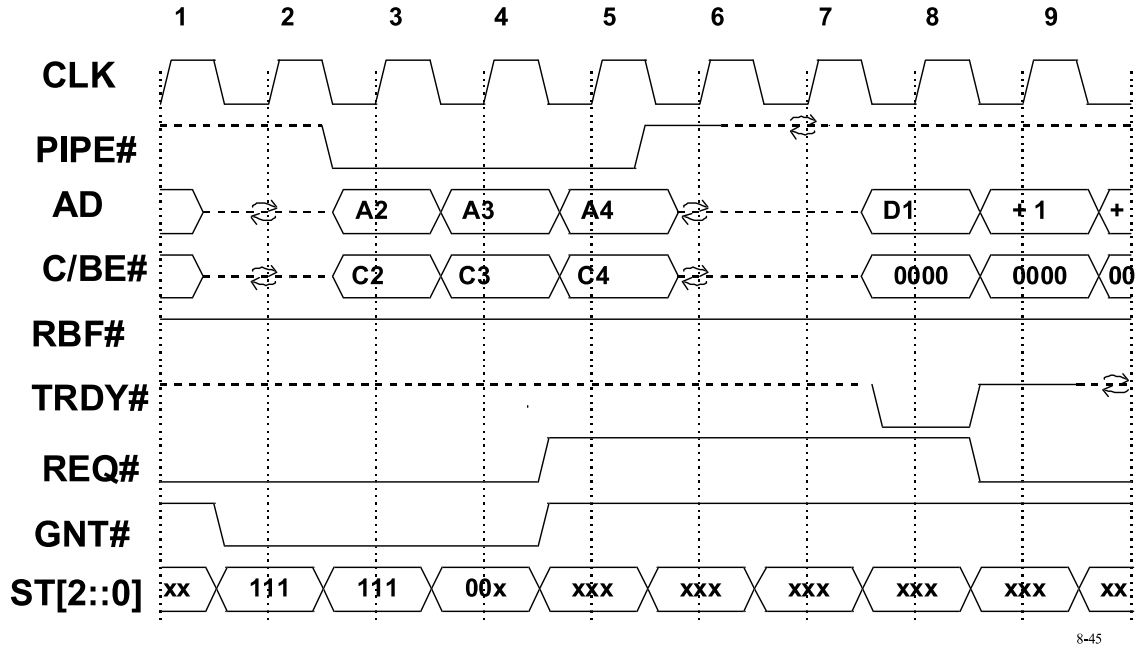 1 2 3 4 5 6 7 8 9
CLK
PIPE#
AD A2 A3 A4 D1 + 1 +
C/BE# C2 C3 C4 0000 0000 00
RBF#
TRDY#
REQ#
GNT#
ST[2::0] xx 111 111 00x xxx xxx xxx xxx xxx xx
8-45